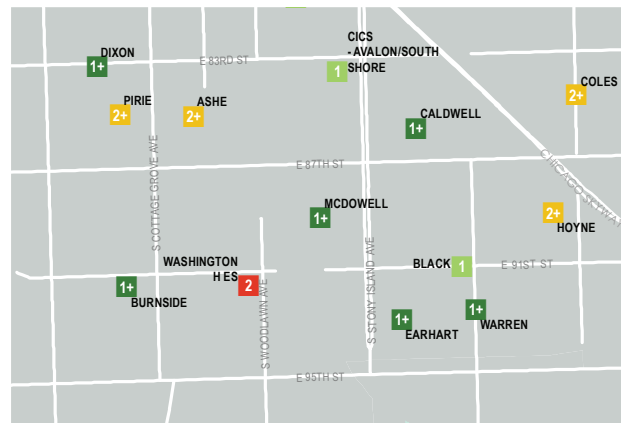 DIXON
1+
E 83RD ST
CICS
- AVALON/SOUTH
SHORE
1
COLES
2+
PIRIE
2+
ASHE
2+
CALDWELL
1+
S COTTAGE GROVE AVE
E 87TH ST
CHICAGO SKYWAY
MCDOWELL
1+
2+
HOYNE
WASHINGTON
H ES
2
S WOODLAWN AVE
S STONY ISLAND AVE
BLACK
1
E 91ST ST
1+
BURNSIDE
1+
EARHART
1+
WARREN
E 95TH ST